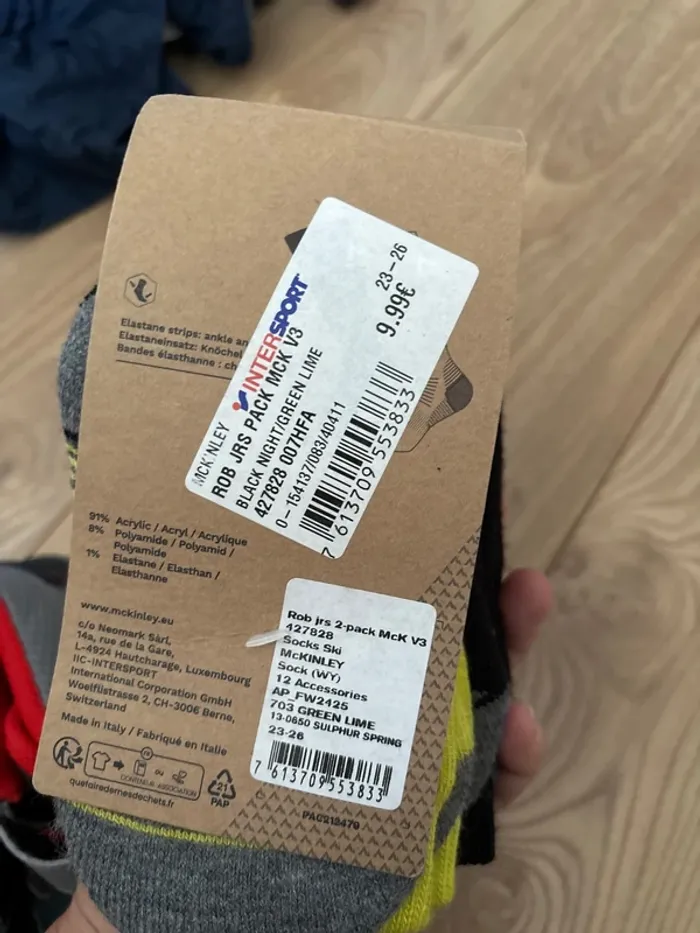 Elastane strips: ankle an
Elastaneinsatz: Knöchel
Bandes élasthanne : ch
INTERSPORT
MCKINLEY
ROB JRS PACK MCK V3
BLACK NIGHT/GREEN LIME
427828 007HFA
0-154137/083/40411
23-26
9.99€
7 613709 553833
91% Acrylic / Acryl / Acrylique
8% Polyamide / Polyamid /
Polyamide
1% Elastane / Elasthan /
Elasthanne
www.mckinley.eu
c/o Neomark Sàrl,
14a, rue de la Gare,
L-4924 Hautcharage, Luxembourg
IIC-INTERSPORT
International Corporation GmbH
Woelflistrasse 2, CH-3006 Berne,
Switzerland
Made in Italy / Fabriqué en Italie
FR
OU
quefairedemesdechets.fr
21
PAP
Rob jrs 2-pack McK V3
427828
Socks Ski
McKINLEY
Sock (WY)
12 Accessories
AP_FW2425
703 GREEN LIME
13-0650 SULPHUR SPRING
23-26
7 613709 553833
PAC212479